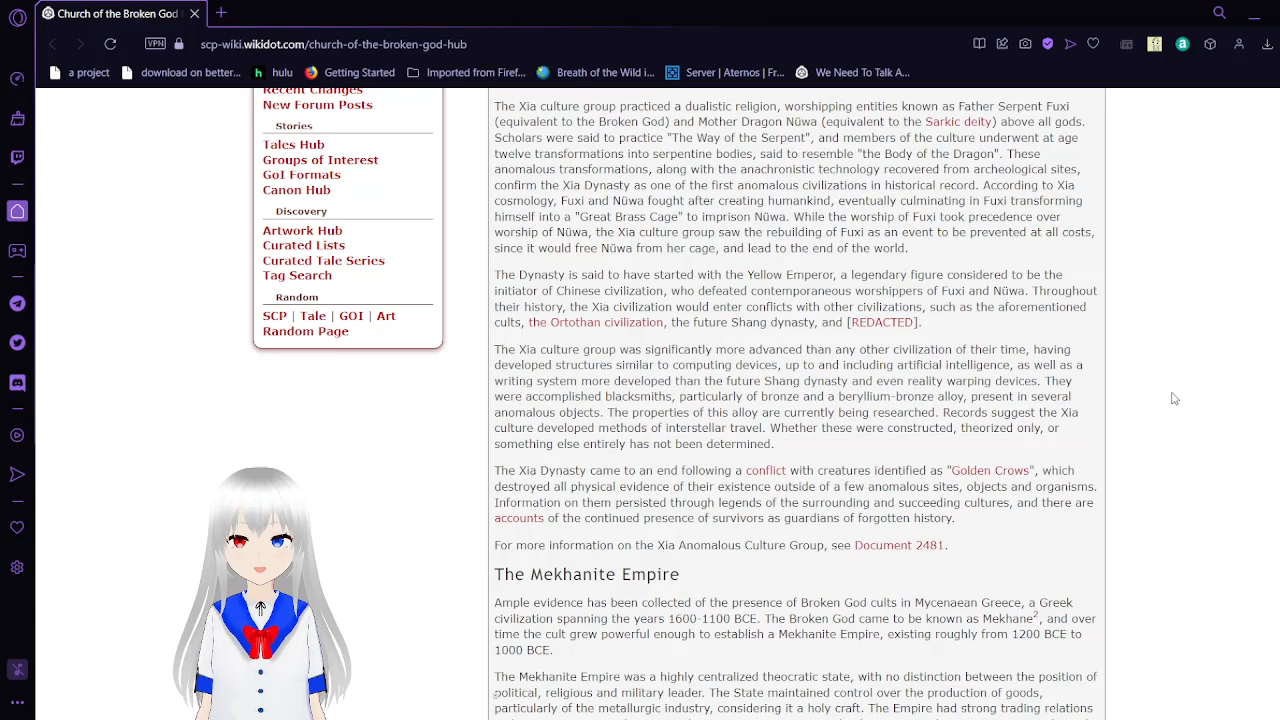 Church of the Broken God
VPN
scp-wiki.wikidot.com/church-of-the-broken-god-hub
a project
download on better...
hulu
Getting Started
Imported from Firef...
Breath of the Wild i...
Server | Aternos | Fr...
We Need To Talk A...
Recent Changes
New Forum Posts
Stories
Tales Hub
Groups of Interest
GoI Formats
Canon Hub
Discovery
Artwork Hub
Curated Lists
Curated Tale Series
Tag Search
Random
SCP | Tale | GOI | Art
Random Page
The Xia culture group practiced a dualistic religion, worshipping entities known as Father Serpent Fuxi
(equivalent to the Broken God) and Mother Dragon Nüwa (equivalent to the Sarkic deity) above all gods.
Scholars were said to practice "The Way of the Serpent", and members of the culture underwent at age
twelve transformations into serpentine bodies, said to resemble "the Body of the Dragon". These
anomalous transformations, along with the anachronistic technology recovered from archeological sites,
confirm the Xia Dynasty as one of the first anomalous civilizations in historical record. According to Xia
cosmology, Fuxi and Nüwa fought after creating humankind, eventually culminating in Fuxi transforming
himself into a "Great Brass Cage" to imprison Nüwa. While the worship of Fuxi took precedence over
worship of Nüwa, the Xia culture group saw the rebuilding of Fuxi as an event to be prevented at all costs,
since it would free Nüwa from her cage, and lead to the end of the world.
The Dynasty is said to have started with the Yellow Emperor, a legendary figure considered to be the
initiator of Chinese civilization, who defeated contemporaneous worshippers of Fuxi and Nüwa. Throughout
their history, the Xia civilization would enter conflicts with other civilizations, such as the aforementioned
cults, the Ortothan civilization, the future Shang dynasty, and [REDACTED].
The Xia culture group was significantly more advanced than any other civilization of their time, having
developed structures similar to computing devices, up to and including artificial intelligence, as well as a
writing system more developed than the future Shang dynasty and even reality warping devices. They
were accomplished blacksmiths, particularly of bronze and a beryllium-bronze alloy, present in several
anomalous objects. The properties of this alloy are currently being researched. Records suggest the Xia
culture developed methods of interstellar travel. Whether these were constructed, theorized only, or
something else entirely has not been determined.
The Xia Dynasty came to an end following a conflict with creatures identified as "Golden Crows", which
destroyed all physical evidence of their existence outside of a few anomalous sites, objects and organisms.
Information on them persisted through legends of the surrounding and succeeding cultures, and there are
accounts of the continued presence of survivors as guardians of forgotten history.
For more information on the Xia Anomalous Culture Group, see Document 2481.
The Mekhanite Empire
Ample evidence has been collected of the presence of Broken God cults in Mycenaean Greece, a Greek
civilization spanning the years 1600-1100 BCE. The Broken God came to be known as Mekhane2, and over
time the cult grew powerful enough to establish a Mekhanite Empire, existing roughly from 1200 BCE to
1000 BCE.
The Mekhanite Empire was a highly centralized theocratic state, with no distinction between the position of
political, religious and military leader. The State maintained control over the production of goods,
particularly of the metallurgic industry, considering it a holy craft. The Empire had strong trading relations